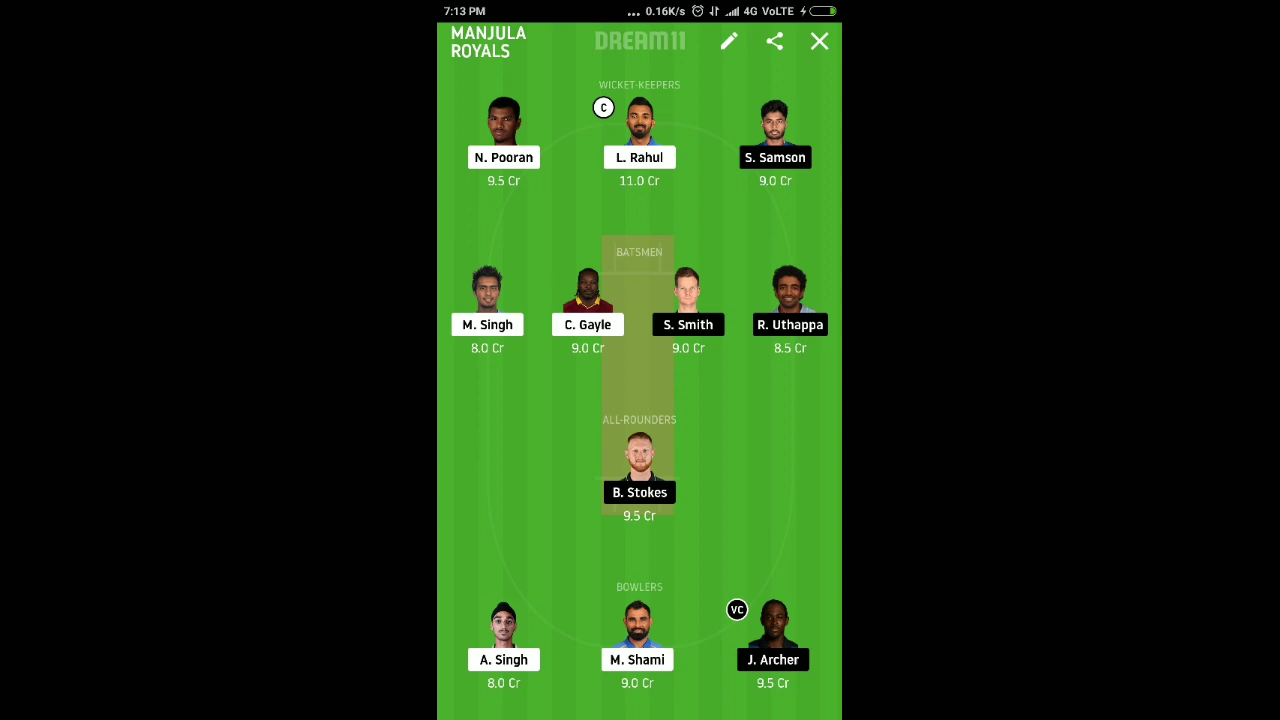 7:13 PM ... 0.16K/s 4G VoLTE
MANJULA
ROYALS
DREAM11
WICKET-KEEPERS
C
N. Pooran L. Rahul S. Samson
9.5 Cr 11.0 Cr 9.0 Cr
BATSMEN
M. Singh C. Gayle S. Smith R. Uthappa
8.0 Cr 9.0 Cr 9.0 Cr 8.5 Cr
ALL-ROUNDERS
B. Stokes
9.5 Cr
BOWLERS
VC
A. Singh M. Shami J. Archer
8.0 Cr 9.0 Cr 9.5 Cr